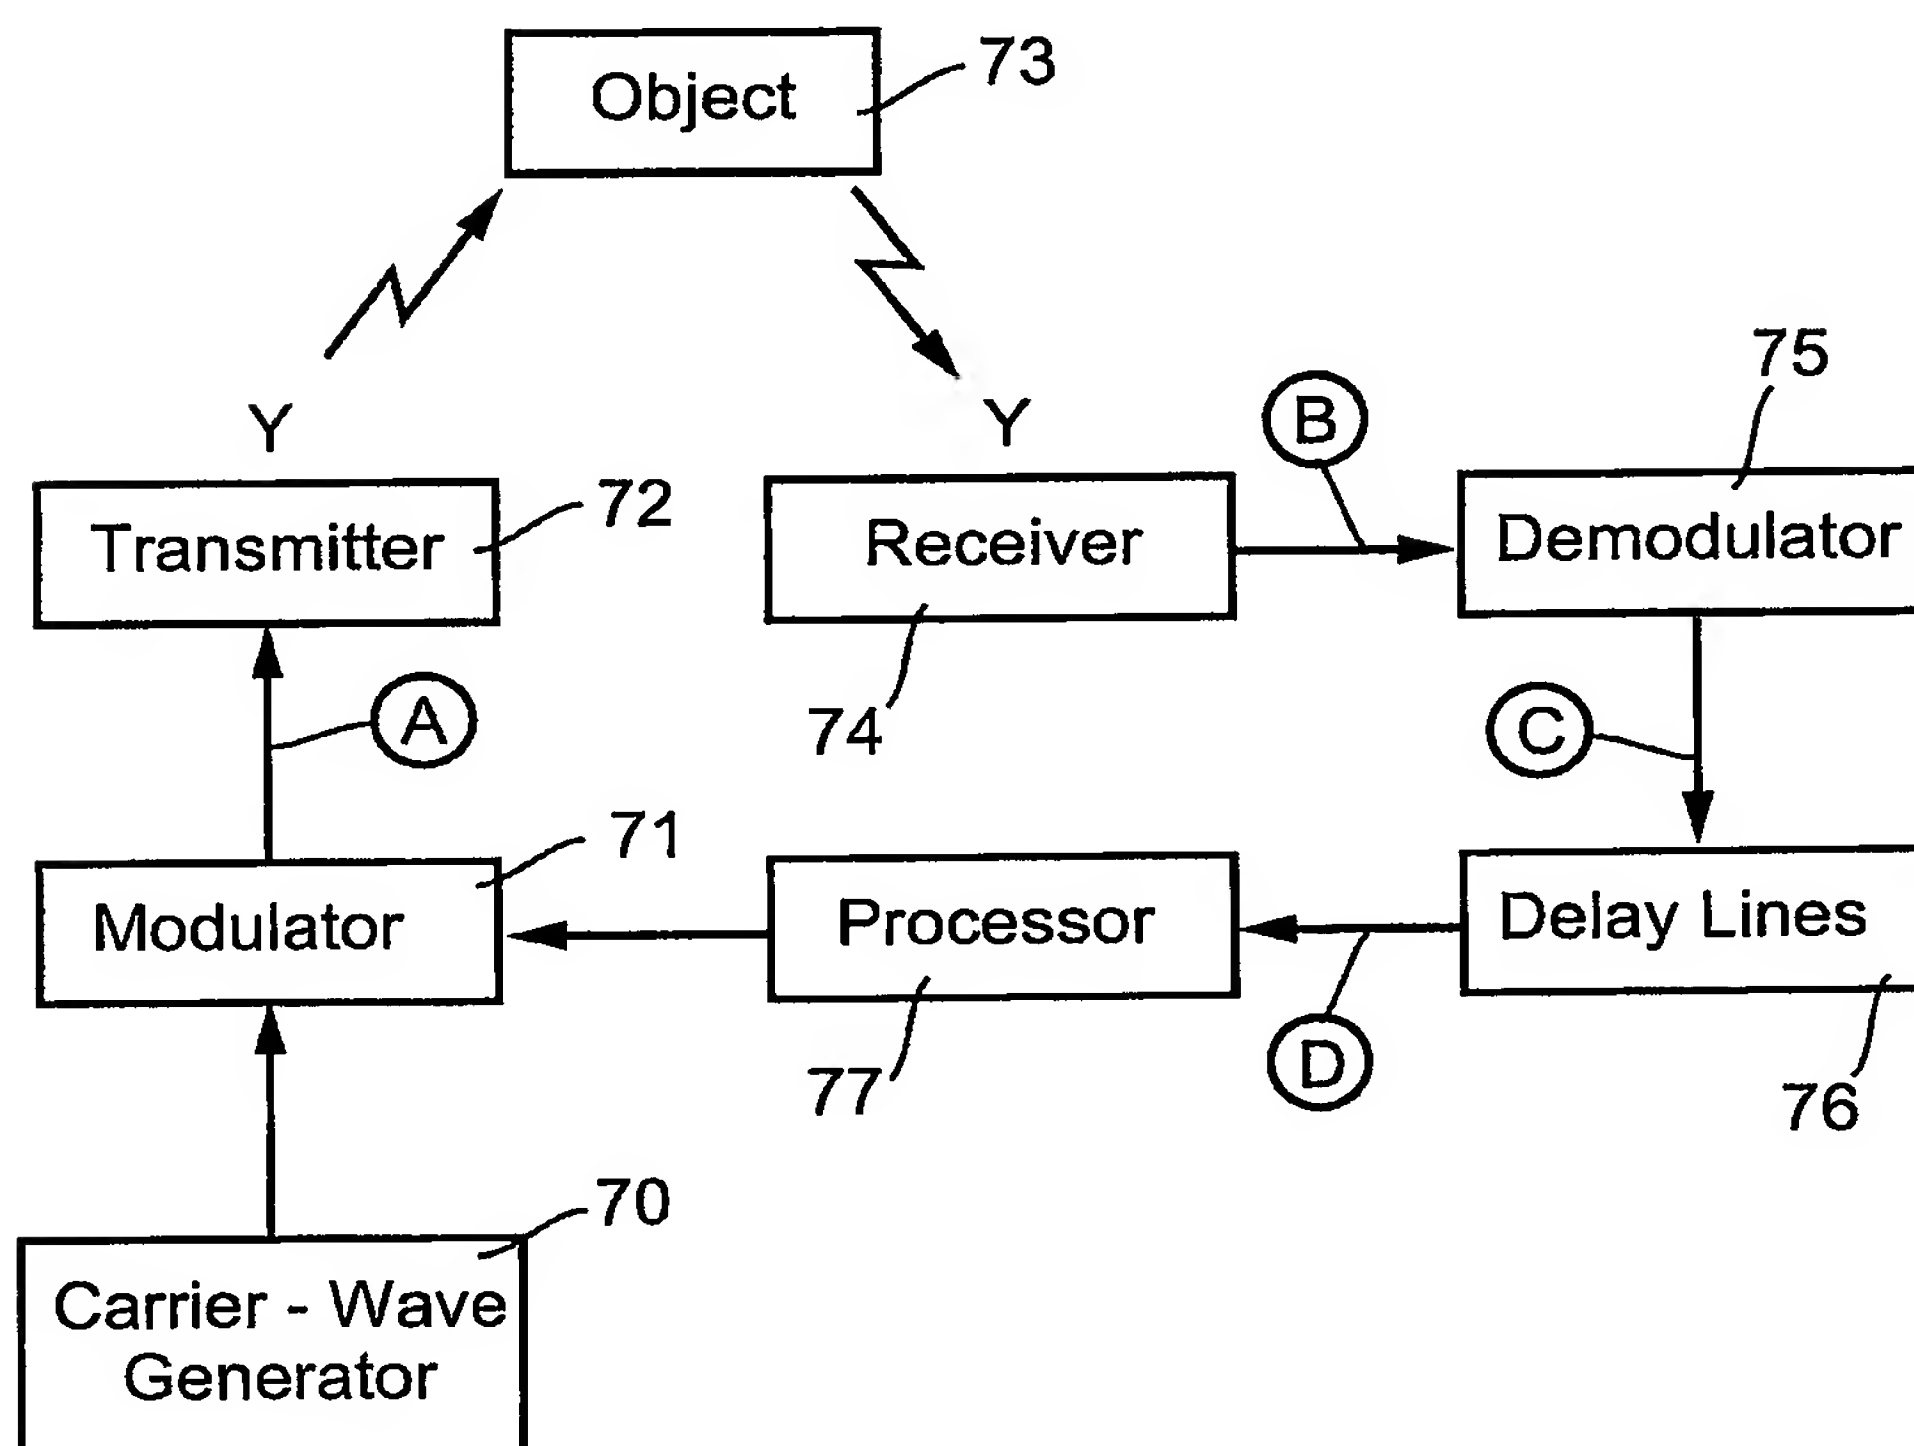 Object
73
Y
Y
B
75
Transmitter
72
Receiver
Demodulator
A
74
C
71
Modulator
Processor
Delay Lines
77
D
76
70
Carrier - Wave
Generator